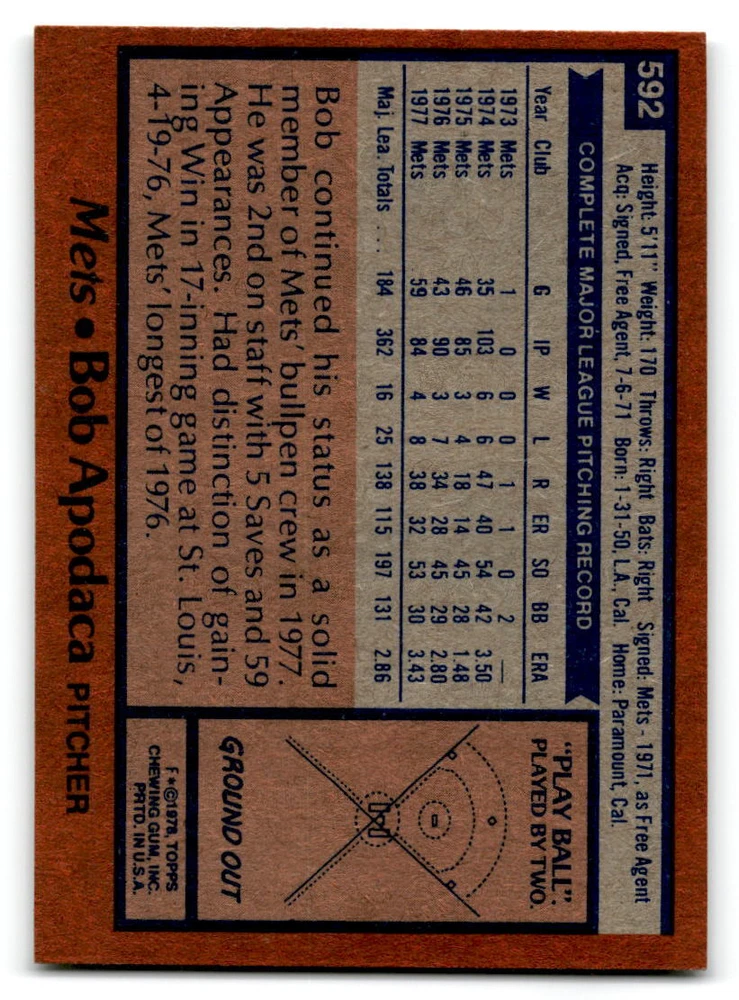 592
Height: 5'11" Weight: 170 Throws: Right Bats: Right Signed: Mets - 1971, as Free Agent
Acq: Signed, Free Agent, 7-6-71 Born: 1-31-50, L.A., Cal. Home: Paramount, Cal.
COMPLETE MAJOR LEAGUE PITCHING RECORD
Year Club G IP W L R ER SO BB ERA
1973 Mets 1 0 0 0 1 1 0 2 —
1974 Mets 35 103 6 6 47 40 54 42 3.50
1975 Mets 46 85 3 4 18 14 45 28 1.48
1976 Mets 43 90 3 7 34 28 45 29 2.80
1977 Mets 59 84 4 8 38 32 53 30 3.43
Maj. Lea. Totals .... 184 362 16 25 138 115 197 131 2.86
Bob continued his status as a solid
member of Mets' bullpen crew in 1977.
He was 2nd on staff with 5 Saves and 59
Appearances. Had distinction of gain-
ing Win in 17-inning game at St. Louis,
4-19-76, Mets' longest of 1976.
"PLAY BALL"
PLAYED BY TWO.
GROUND OUT
F*©1978, TOPPS
CHEWING GUM, INC.
PRTD. IN U.S.A.
Mets • Bob Apodaca PITCHER